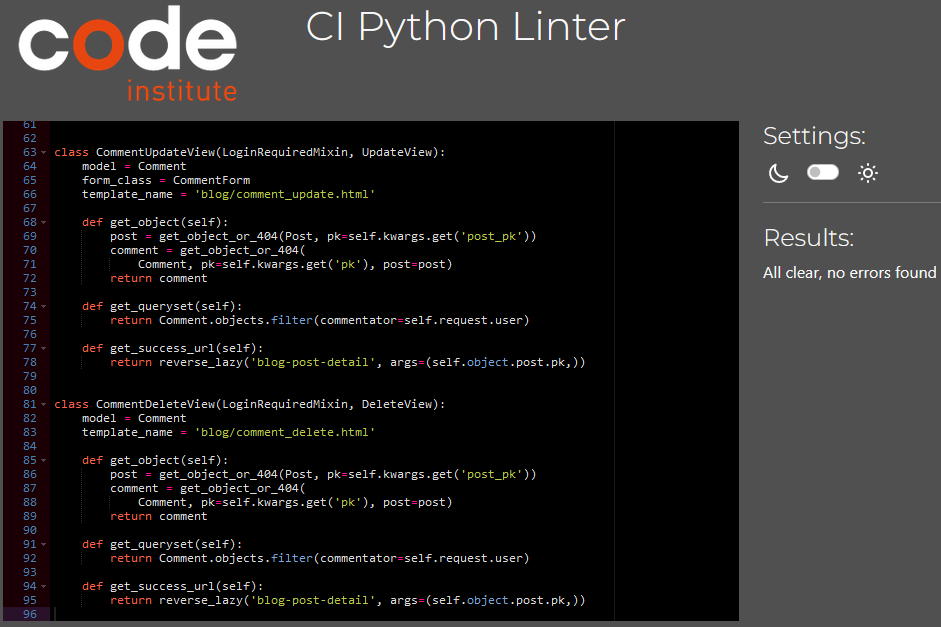 code
institute
CI Python Linter
61
62
63 class CommentUpdateView(LoginRequiredMixin, UpdateView):
64     model = Comment
65     form_class = CommentForm
66     template_name = 'blog/comment_update.html'
67
68     def get_object(self):
69         post = get_object_or_404(Post, pk=self.kwargs.get('post_pk'))
70         comment = get_object_or_404(
71             Comment, pk=self.kwargs.get('pk'), post=post)
72         return comment
73
74     def get_queryset(self):
75         return Comment.objects.filter(commentator=self.request.user)
76
77     def get_success_url(self):
78         return reverse_lazy('blog-post-detail', args=(self.object.post.pk,))
79
80
81 class CommentDeleteView(LoginRequiredMixin, DeleteView):
82     model = Comment
83     template_name = 'blog/comment_delete.html'
84
85     def get_object(self):
86         post = get_object_or_404(Post, pk=self.kwargs.get('post_pk'))
87         comment = get_object_or_404(
88             Comment, pk=self.kwargs.get('pk'), post=post)
89         return comment
90
91     def get_queryset(self):
92         return Comment.objects.filter(commentator=self.request.user)
93
94     def get_success_url(self):
95         return reverse_lazy('blog-post-detail', args=(self.object.post.pk,))
96
Settings:
Results:
All clear, no errors found